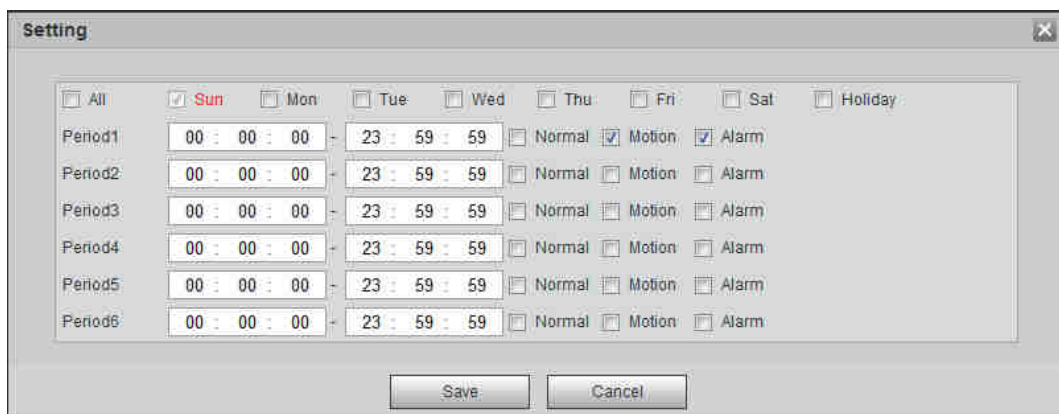 Setting
All Sun Mon Tue Wed Thu Fri Sat Holiday
Period1 00 : 00 : 00 - 23 : 59 : 59 Normal Motion Alarm
Period2 00 : 00 : 00 - 23 : 59 : 59 Normal Motion Alarm
Period3 00 : 00 : 00 - 23 : 59 : 59 Normal Motion Alarm
Period4 00 : 00 : 00 - 23 : 59 : 59 Normal Motion Alarm
Period5 00 : 00 : 00 - 23 : 59 : 59 Normal Motion Alarm
Period6 00 : 00 : 00 - 23 : 59 : 59 Normal Motion Alarm
Save Cancel